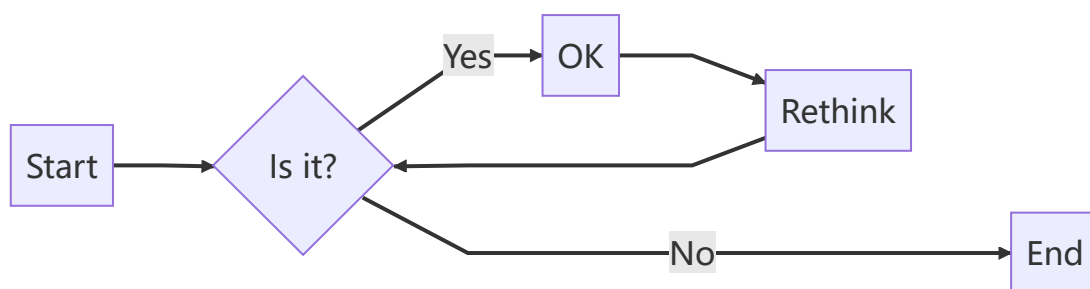 Start
Is it?
Yes
OK
Rethink
No
End